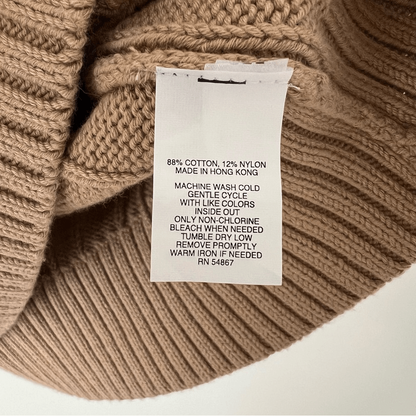 88% COTTON, 12% NYLON
MADE IN HONG KONG
MACHINE WASH COLD
GENTLE CYCLE
WITH LIKE COLORS
INSIDE OUT
ONLY NON-CHLORINE
BLEACH WHEN NEEDED
TUMBLE DRY LOW
REMOVE PROMPTLY
WARM IRON IF NEEDED
RN 54867